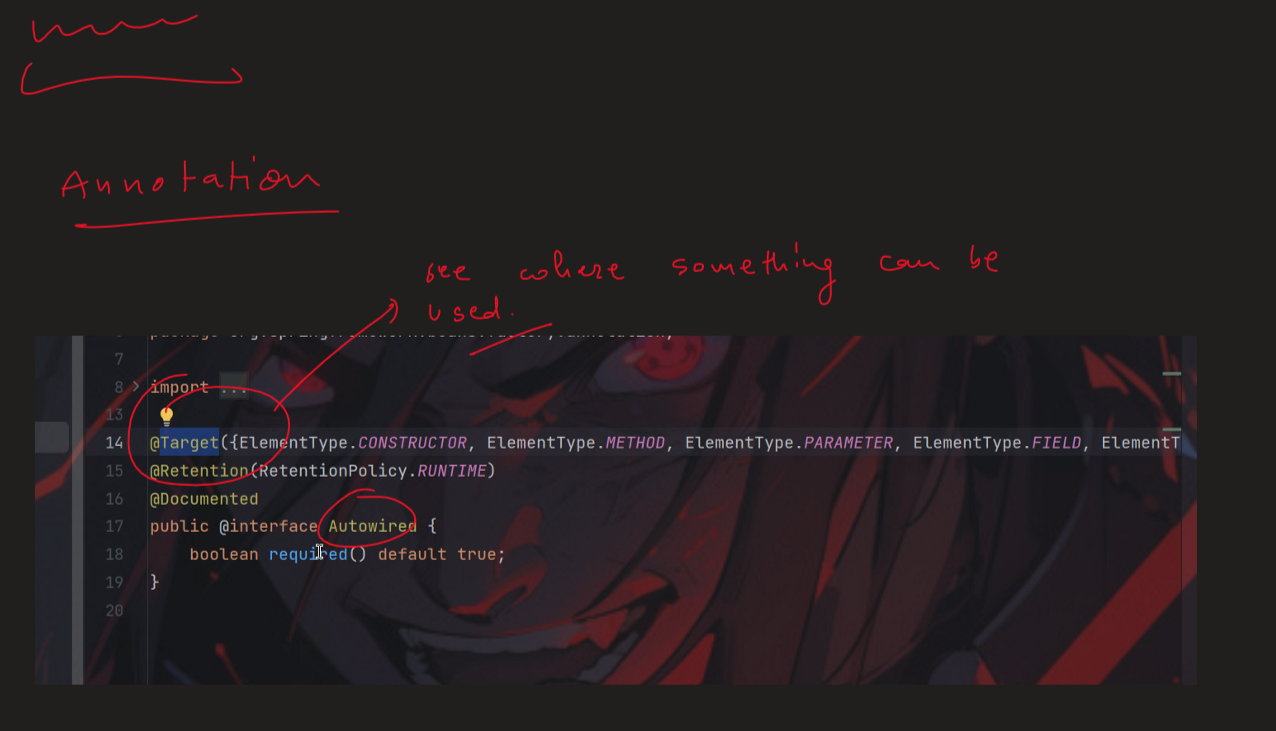 Annotation
see where something can be
used.
7
8 import ...
13
14 @Target({ElementType.CONSTRUCTOR, ElementType.METHOD, ElementType.PARAMETER, ElementType.FIELD, ElementT
15 @Retention(RetentionPolicy.RUNTIME)
16 @Documented
17 public @interface Autowired {
18 boolean required() default true;
19 }
20